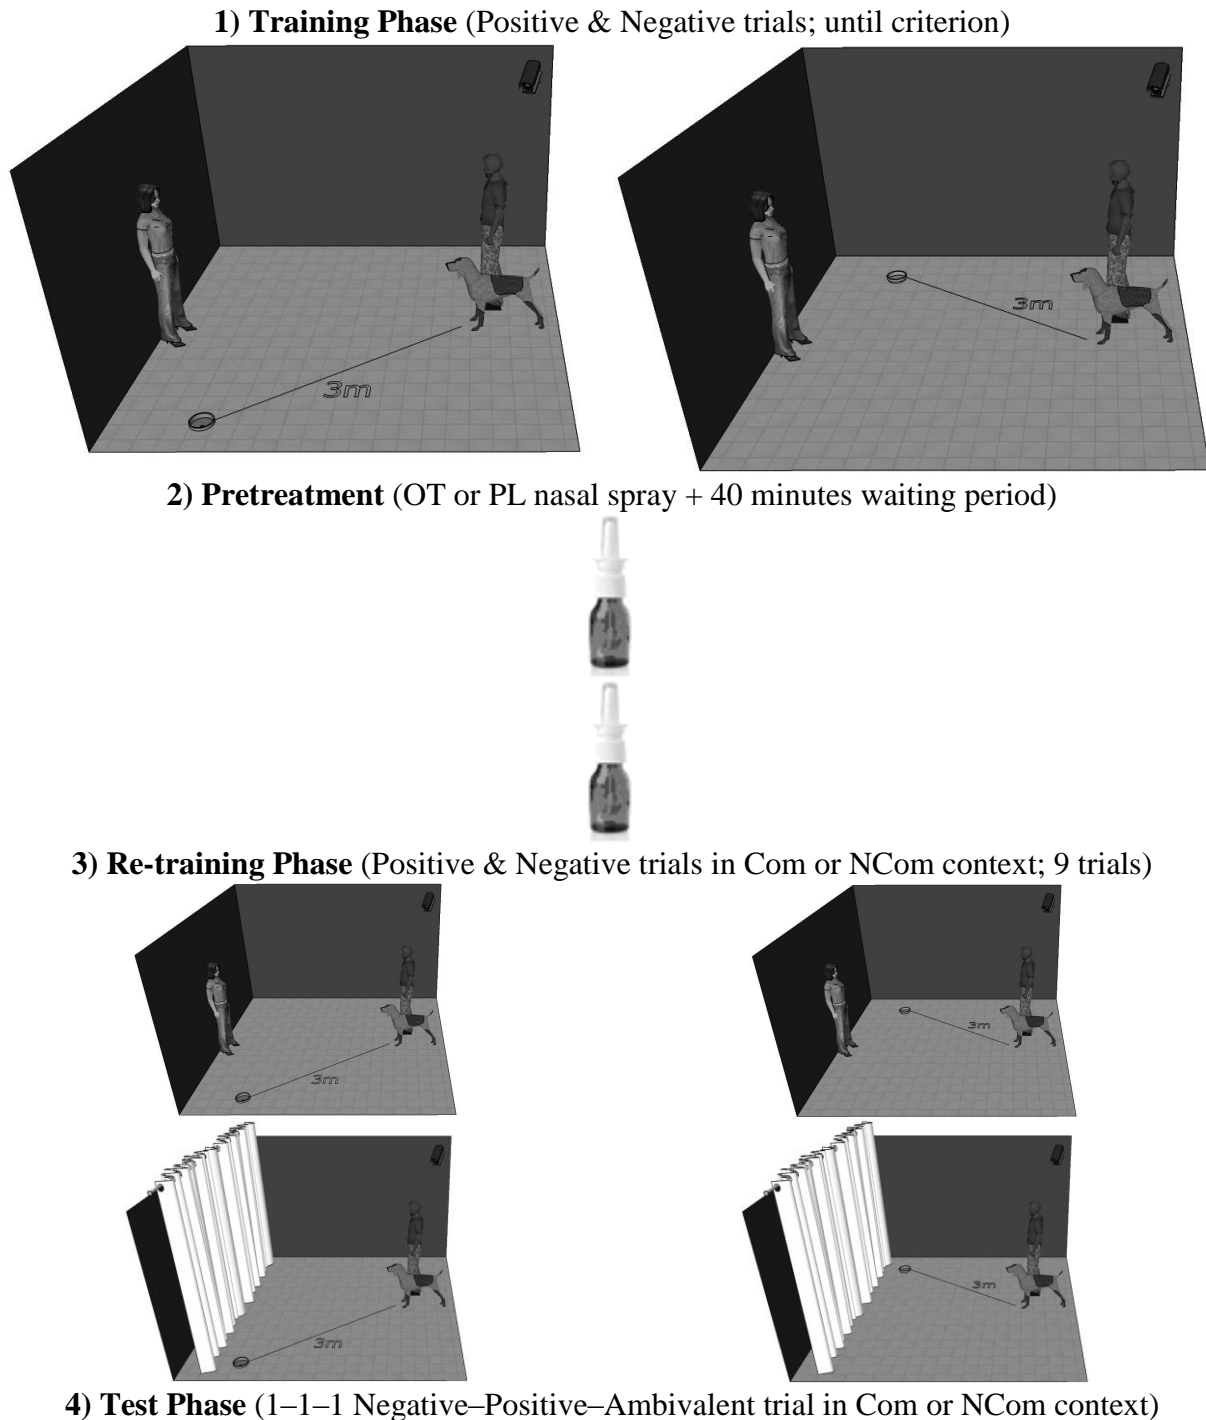 1) Training Phase (Positive & Negative trials; until criterion)
3m
3m
2) Pretreatment (OT or PL nasal spray + 40 minutes waiting period)
3) Re-training Phase (Positive & Negative trials in Com or NCom context; 9 trials)
3m
3m
3m
3m
4) Test Phase (1–1–1 Negative–Positive–Ambivalent trial in Com or NCom context)